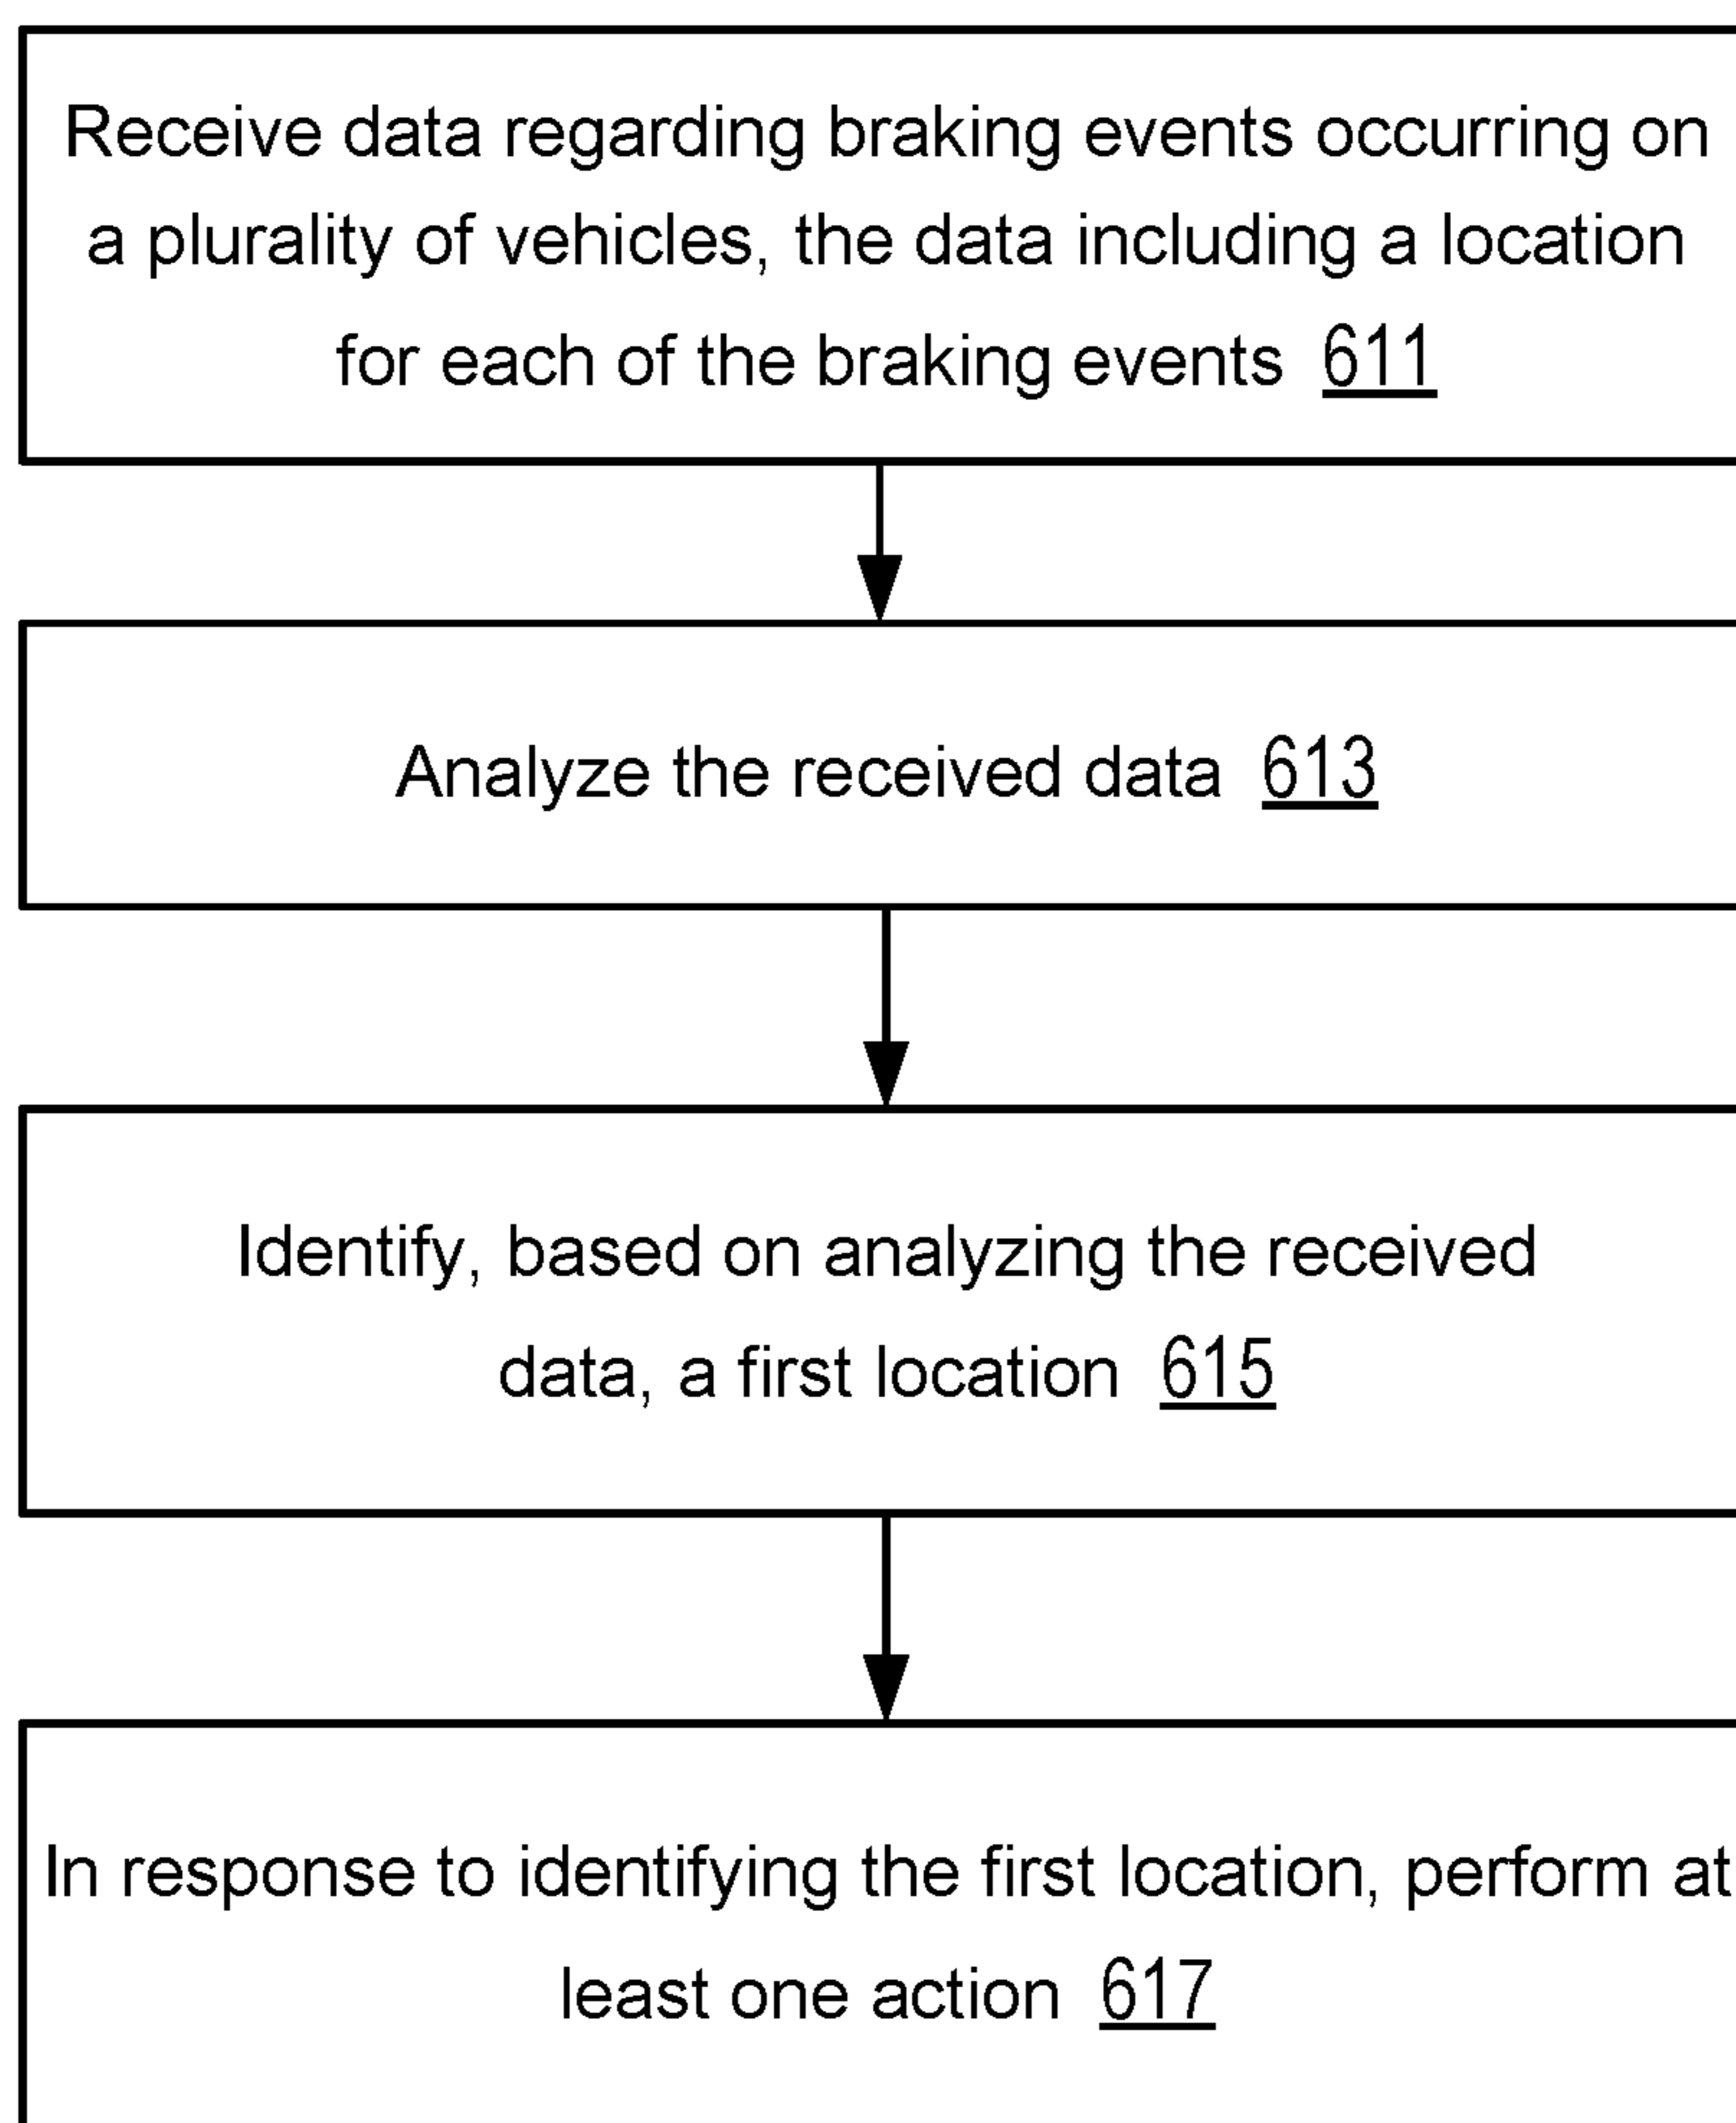 Receive data regarding braking events occurring on
a plurality of vehicles, the data including a location
for each of the braking events 611
Analyze the received data 613
Identify, based on analyzing the received
data, a first location 615
In response to identifying the first location, perform at
least one action 617